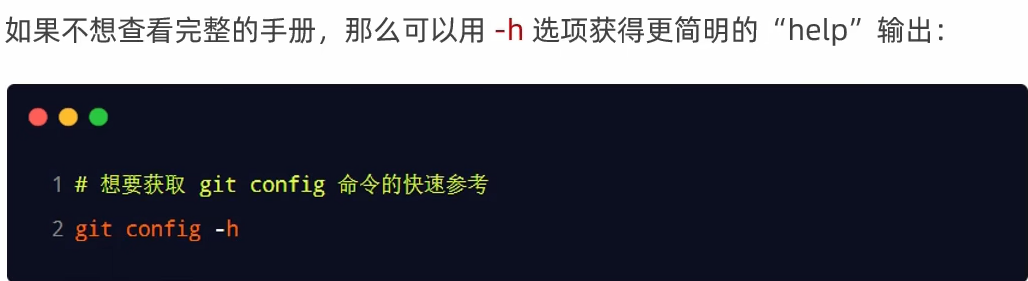 如果不想查看完整的手册，那么可以用 -h 选项获得更简明的“help”输出：
1 # 想要获取 git config 命令的快速参考
2 git config -h